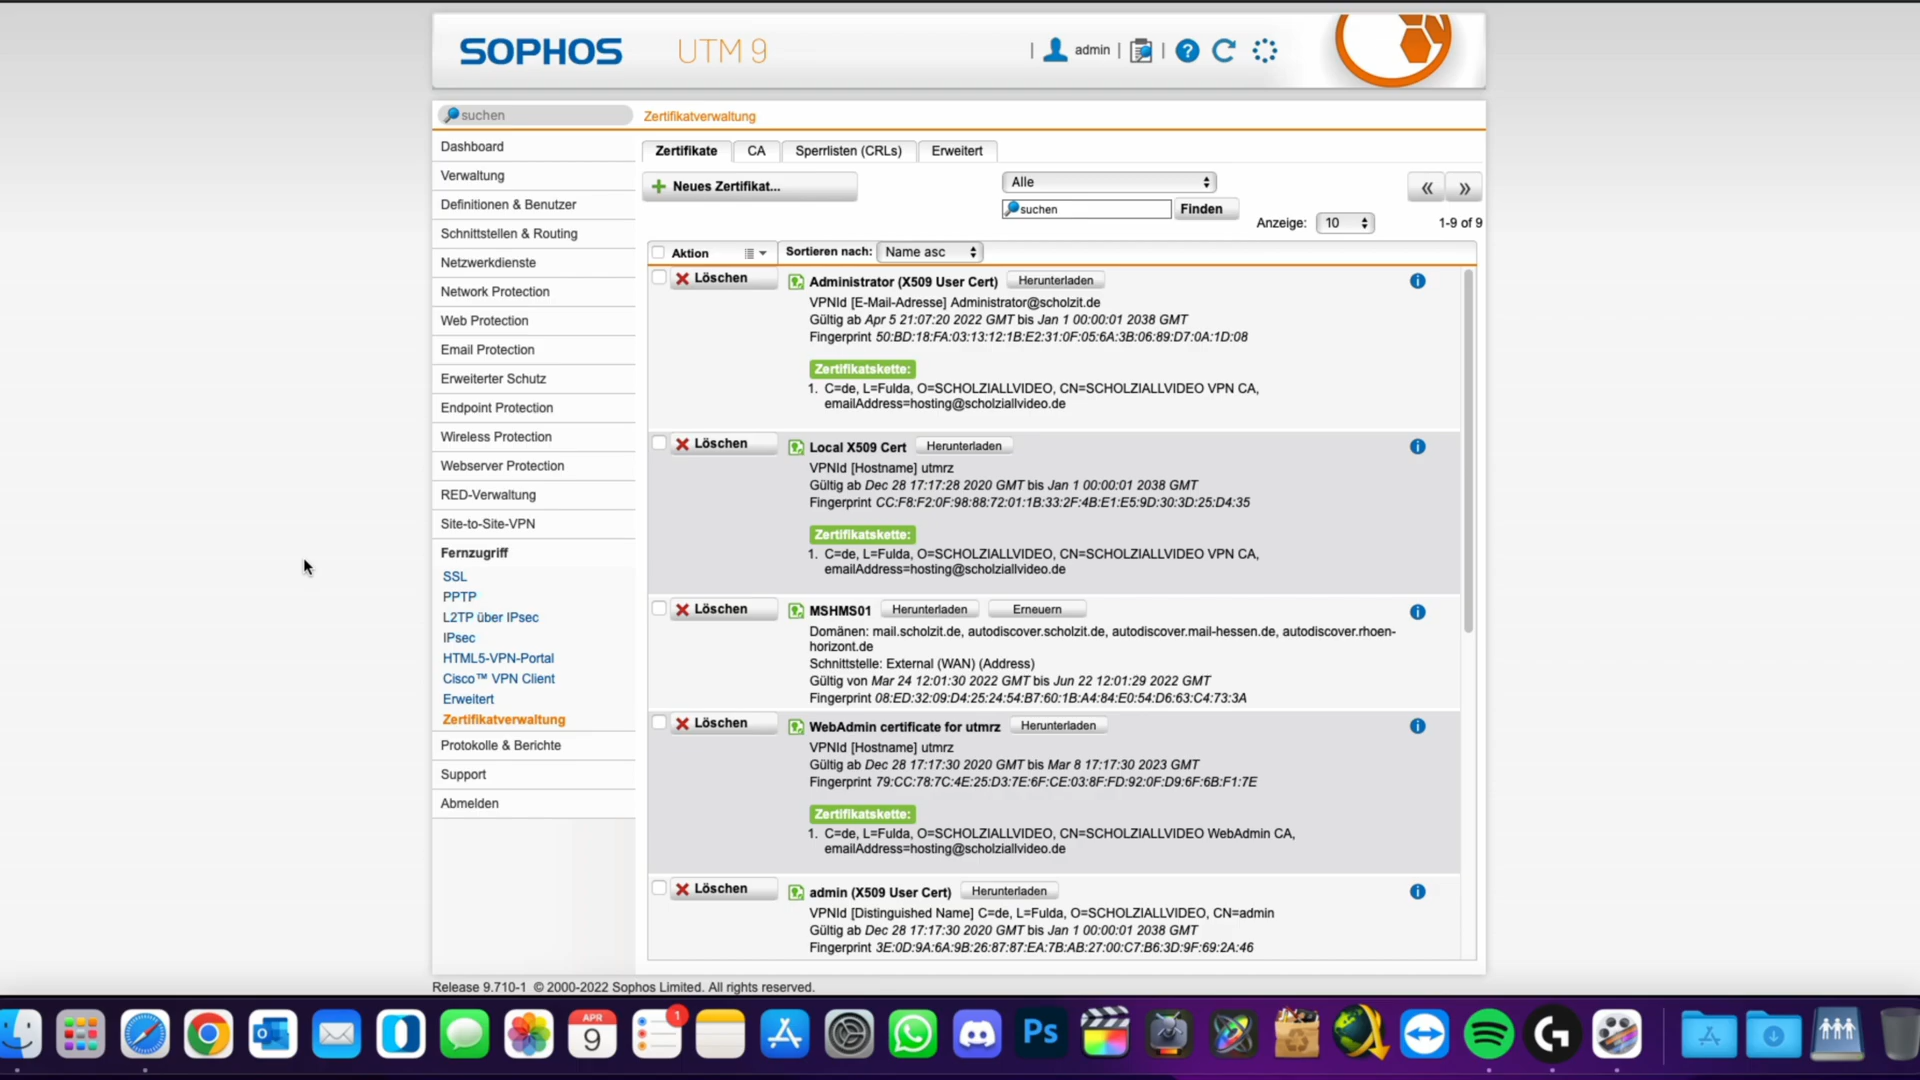 SOPHOS UTM 9
| admin | | ?
suchen
Zertifikatverwaltung
Dashboard
Verwaltung
Definitionen & Benutzer
Schnittstellen & Routing
Netzwerkdienste
Network Protection
Web Protection
Email Protection
Erweiterter Schutz
Endpoint Protection
Wireless Protection
Webserver Protection
RED-Verwaltung
Site-to-Site-VPN
Fernzugriff
SSL
PPTP
L2TP über IPsec
IPsec
HTML5-VPN-Portal
Cisco™ VPN Client
Erweitert
Zertifikatverwaltung
Protokolle & Berichte
Support
Abmelden
Zertifikate CA Sperrlisten (CRLs) Erweitert
+ Neues Zertifikat...
Alle
« »
suchen Finden
Anzeige: 10 1-9 of 9
Aktion Sortieren nach: Name asc
Löschen Administrator (X509 User Cert) Herunterladen
VPNId [E-Mail-Adresse] Administrator@scholzit.de
Gültig ab Apr 5 21:07:20 2022 GMT bis Jan 1 00:00:01 2038 GMT
Fingerprint 50:BD:18:FA:03:13:12:1B:E2:31:0F:05:6A:3B:06:89:D7:0A:1D:08
Zertifikatskette:
1. C=de, L=Fulda, O=SCHOLZIALLVIDEO, CN=SCHOLZIALLVIDEO VPN CA,
emailAddress=hosting@scholziallvideo.de
Löschen Local X509 Cert Herunterladen
VPNId [Hostname] utmrz
Gültig ab Dec 28 17:17:28 2020 GMT bis Jan 1 00:00:01 2038 GMT
Fingerprint CC:F8:F2:0F:98:88:72:01:1B:33:2F:4B:E1:E5:9D:30:3D:25:D4:35
Zertifikatskette:
1. C=de, L=Fulda, O=SCHOLZIALLVIDEO, CN=SCHOLZIALLVIDEO VPN CA,
emailAddress=hosting@scholziallvideo.de
Löschen MSHMS01 Herunterladen Erneuern
Domänen: mail.scholzit.de, autodiscover.scholzit.de, autodiscover.mail-hessen.de, autodiscover.rhoen-
horizont.de
Schnittstelle: External (WAN) (Address)
Gültig von Mar 24 12:01:30 2022 GMT bis Jun 22 12:01:29 2022 GMT
Fingerprint 08:ED:32:09:D4:25:24:54:B7:60:1B:A4:84:E0:54:D6:63:C4:73:3A
Löschen WebAdmin certificate for utmrz Herunterladen
VPNId [Hostname] utmrz
Gültig ab Dec 28 17:17:30 2020 GMT bis Mar 8 17:17:30 2023 GMT
Fingerprint 79:CC:78:7C:4E:25:D3:7E:6F:CE:03:8F:FD:92:0F:D9:6F:6B:F1:7E
Zertifikatskette:
1. C=de, L=Fulda, O=SCHOLZIALLVIDEO, CN=SCHOLZIALLVIDEO WebAdmin CA,
emailAddress=hosting@scholziallvideo.de
Löschen admin (X509 User Cert) Herunterladen
VPNId [Distinguished Name] C=de, L=Fulda, O=SCHOLZIALLVIDEO, CN=admin
Gültig ab Dec 28 17:17:30 2020 GMT bis Jan 1 00:00:01 2038 GMT
Fingerprint 3E:0D:9A:6A:9B:26:87:87:EA:7B:AB:27:00:C7:B6:3D:9F:69:2A:46
Release 9.710-1 © 2000-2022 Sophos Limited. All rights reserved.
APR
9
1
Ps